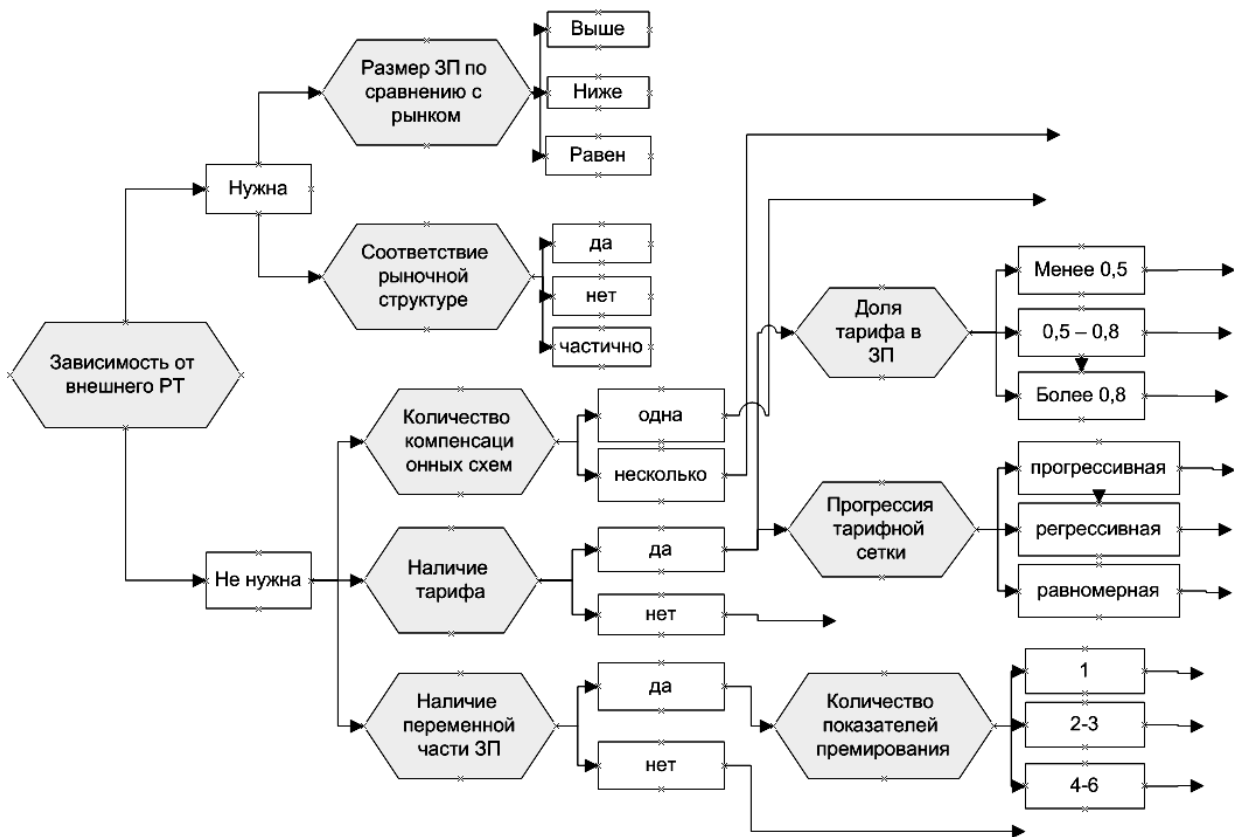 Зависимость от
внешнего РТ
Нужна
Размер ЗП по
сравнению с
рынком
Выше
Ниже
Равен
Соответствие
рыночной
структуре
да
нет
частично
Не нужна
Количество
компенсаци
онных схем
одна
несколько
Наличие
тарифа
да
нет
Доля
тарифа в
ЗП
Менее 0,5
0,5 – 0,8
Более 0,8
Прогрессия
тарифной
сетки
прогрессивная
регрессивная
равномерная
Наличие
переменной
части ЗП
да
нет
Количество
показателей
премирования
1
2-3
4-6